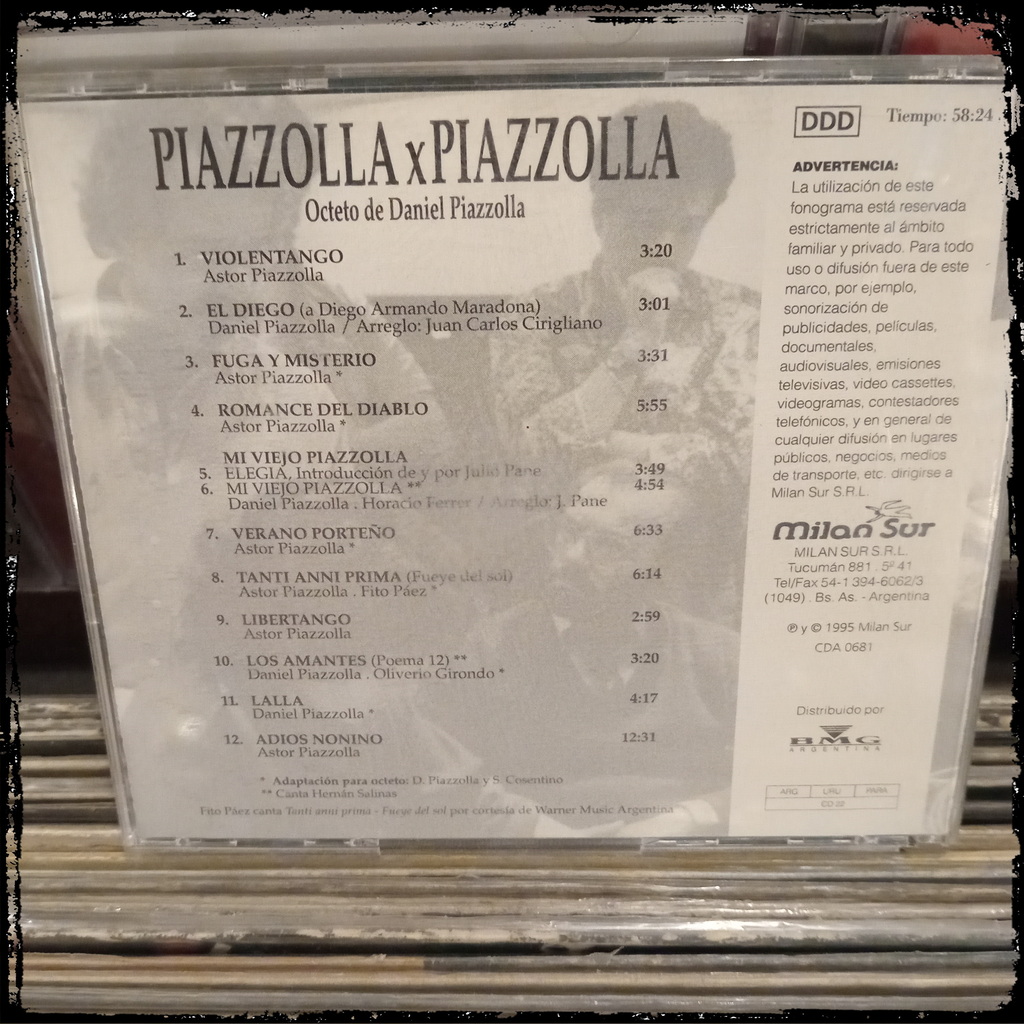 PIAZZOLLA x PIAZZOLLA
Octeto de Daniel Piazzolla
1. VIOLENTANGO 3:20
Astor Piazzolla
2. EL DIEGO (a Diego Armando Maradona) 3:01
Daniel Piazzolla / Arreglo: Juan Carlos Cirigliano
3. FUGA Y MISTERIO 3:31
Astor Piazzolla *
4. ROMANCE DEL DIABLO 5:55
Astor Piazzolla *
MI VIEJO PIAZZOLLA
5. ELEGIA, Introducción de y por Julio Pane 3:49
6. MI VIEJO PIAZZOLLA ** 4:54
Daniel Piazzolla . Horacio Ferrer / Arreglo: J. Pane
7. VERANO PORTEÑO 6:33
Astor Piazzolla *
8. TANTI ANNI PRIMA (Fueye del sol) 6:14
Astor Piazzolla . Fito Páez *
9. LIBERTANGO 2:59
Astor Piazzolla
10. LOS AMANTES (Poema 12) ** 3:20
Daniel Piazzolla . Oliverio Girondo *
11. LALLA 4:17
Daniel Piazzolla *
12. ADIOS NONINO 12:31
Astor Piazzolla
* Adaptación para octeto: D. Piazzolla y S. Cosentino
** Canta Hernán Salinas
Fito Páez canta Tanti anni prima - Fueye del sol por cortesía de Warner Music Argentina
DDD Tiempo: 58:24
ADVERTENCIA:
La utilización de este
fonograma está reservada
estrictamente al ámbito
familiar y privado. Para todo
uso o difusión fuera de este
marco, por ejemplo,
sonorización de
publicidades, películas,
documentales,
audiovisuales, emisiones
televisivas, video cassettes,
videogramas, contestadores
telefónicos, y en general de
cualquier difusión en lugares
públicos, negocios, medios
de transporte, etc. dirigirse a
Milan Sur S.R.L.
Milan Sur
MILAN SUR S.R.L.
Tucumán 881 . 5º 41
Tel/Fax 54-1 394-6062/3
(1049) . Bs. As. - Argentina
℗ y © 1995 Milan Sur
CDA 0681
Distribuido por
BMG
ARGENTINA
ARG URU PARA
CD 22